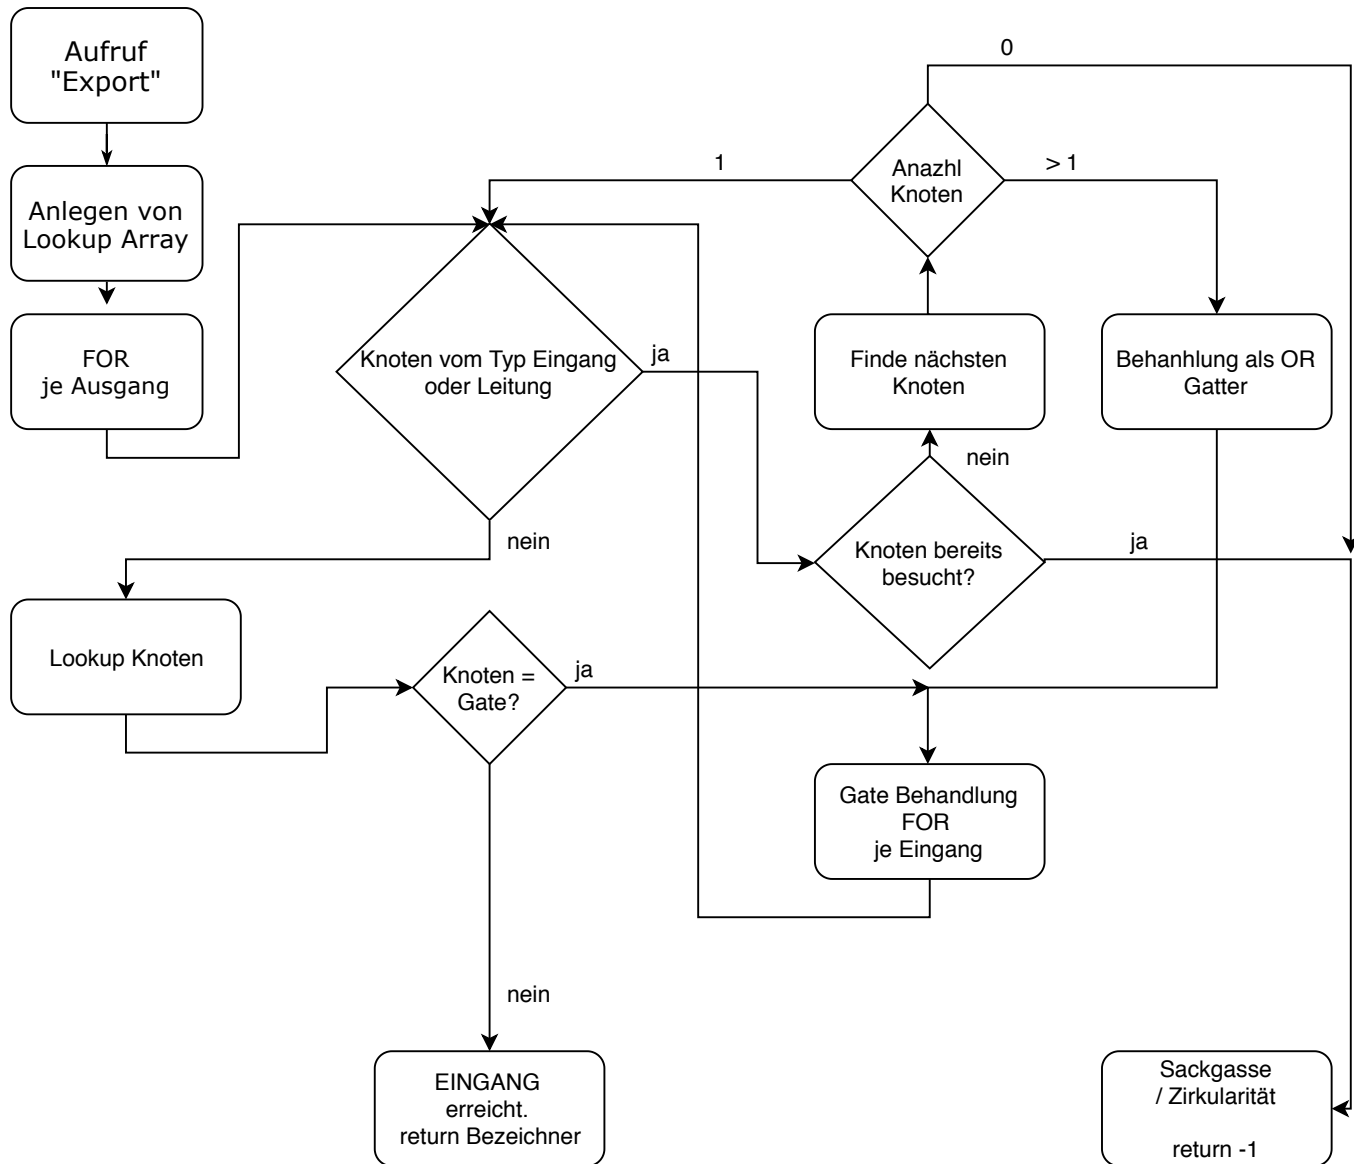 Aufruf
"Export"
Anlegen von
Lookup Array
FOR
je Ausgang
Knoten vom Typ Eingang
oder Leitung
ja
nein
Lookup Knoten
Knoten =
Gate?
ja
nein
EINGANG
erreicht.
return Bezeichner
0
1
Anazhl
Knoten
> 1
Finde nächsten
Knoten
Behanhlung als OR
Gatter
nein
Knoten bereits
besucht?
ja
Gate Behandlung
FOR
je Eingang
Sackgasse
/ Zirkularität
return -1